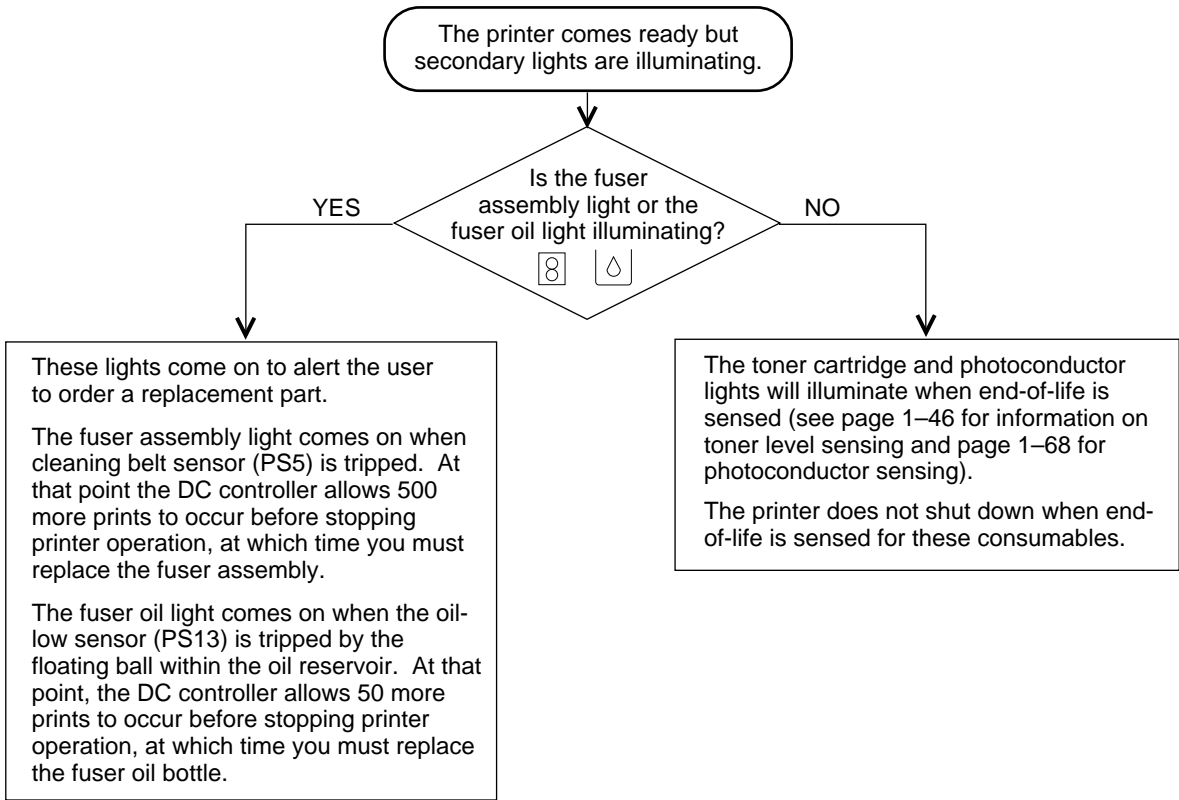 The printer comes ready but
secondary lights are illuminating.
Is the fuser
assembly light or the
fuser oil light illuminating?
YES
NO
These lights come on to alert the user
to order a replacement part.
The fuser assembly light comes on when
cleaning belt sensor (PS5) is tripped.  At
that point the DC controller allows 500
more prints to occur before stopping
printer operation, at which time you must
replace the fuser assembly.
The fuser oil light comes on when the oil-
low sensor (PS13) is tripped by the
floating ball within the oil reservoir.  At that
point, the DC controller allows 50 more
prints to occur before stopping printer
operation, at which time you must replace
the fuser oil bottle.
The toner cartridge and photoconductor
lights will illuminate when end-of-life is
sensed (see page 1–46 for information on
toner level sensing and page 1–68 for
photoconductor sensing).
The printer does not shut down when end-
of-life is sensed for these consumables.